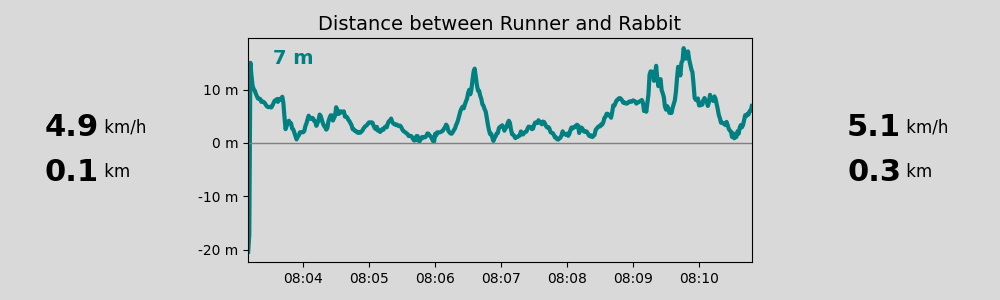 Distance between Runner and Rabbit
7 m
10 m
0 m
-10 m
-20 m
08:04 08:05 08:06 08:07 08:08 08:09 08:10
4.9 km/h
0.1 km
5.1 km/h
0.3 km